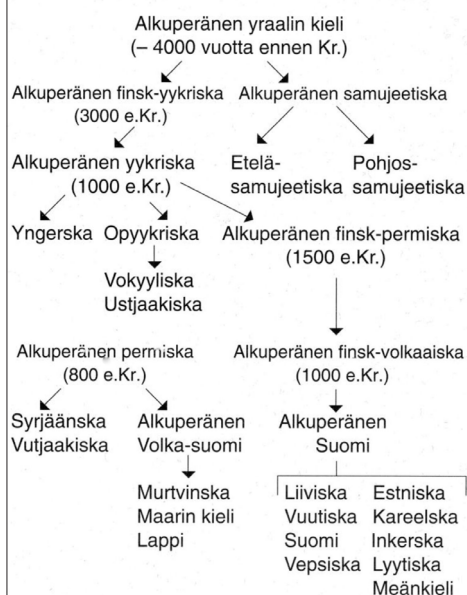 Alkuperänen yraalin kieli
(– 4000 vuotta ennen Kr.)
Alkuperänen finsk-yykriska
(3000 e.Kr.)
Alkuperänen samujeetiska
Alkuperänen yykriska
(1000 e.Kr.)
Etelä-
samujeetiska
Pohjos-
samujeetiska
Yngerska
Opyykriska
Alkuperänen finsk-permiska
(1500 e.Kr.)
Vokyyliska
Ustjaakiska
Alkuperänen permiska
(800 e.Kr.)
Alkuperänen finsk-volkaaiska
(1000 e.Kr.)
Syrjäänska
Vutjaakiska
Alkuperänen
Volka-suomi
Alkuperänen
Suomi
Murtvinska
Maarin kieli
Lappi
Liiviska
Vuutiska
Suomi
Vepsiska
Estniska
Kareelska
Inkerska
Lyytiska
Meänkieli